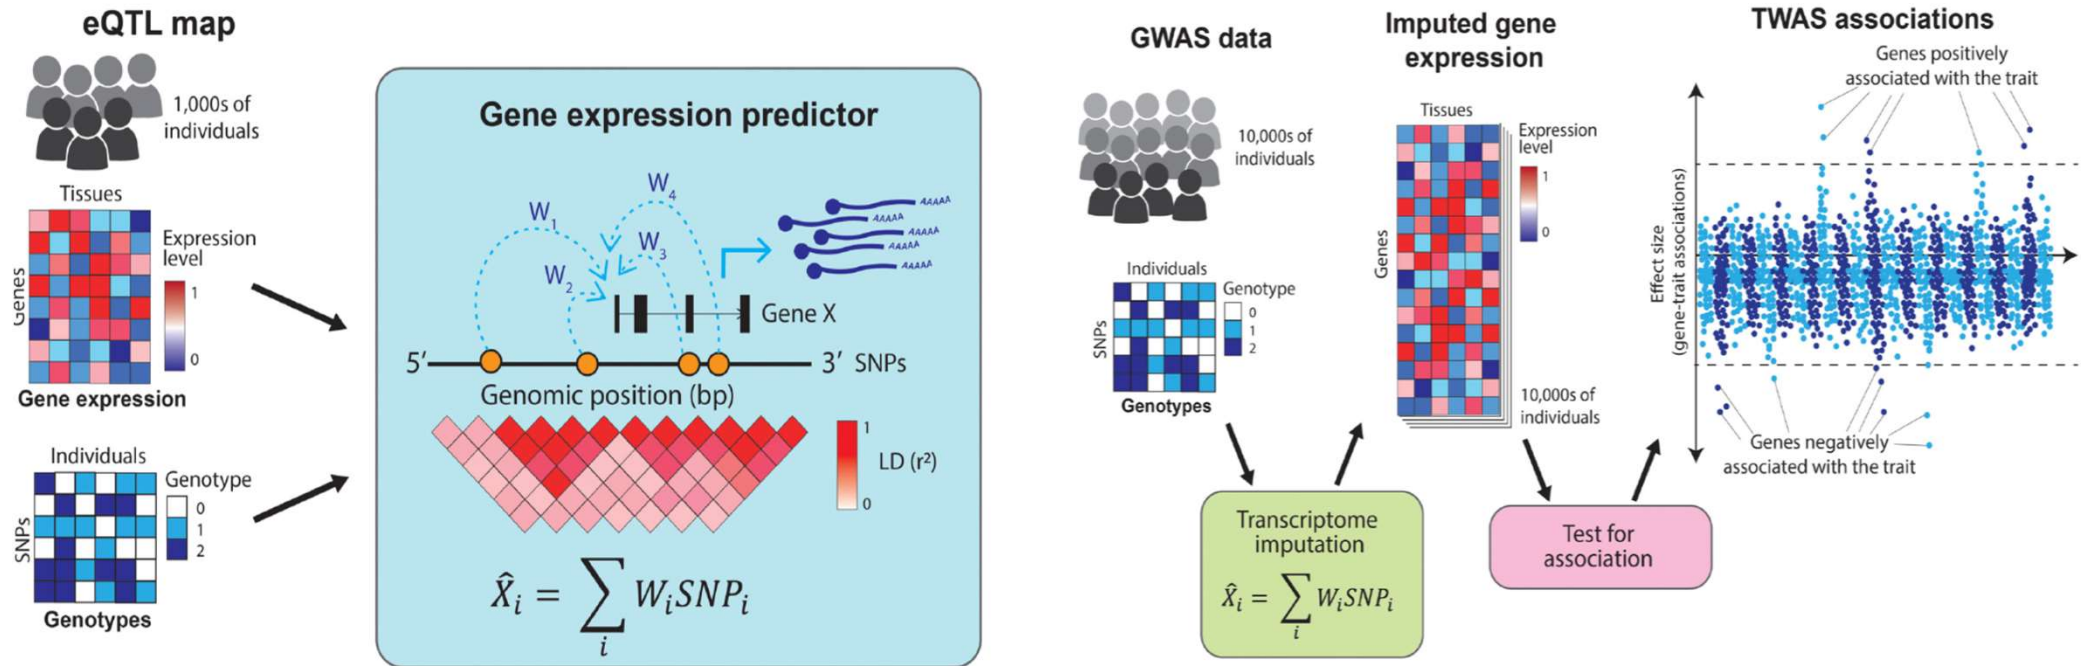 eQTL map
1,000s of
individuals
Tissues
Genes
Expression
level
1
0
Gene expression
Individuals
SNPs
Genotype
0
1
2
Genotypes
Gene expression predictor
W₁
W₂
W₃
W₄
AAAAA
AAAAA
AAAAA
AAAAA
AAAAA
Gene X
5′
3′ SNPs
Genomic position (bp)
1
LD (r²)
0
X̂ᵢ = ∑ᵢ WᵢSNPᵢ
GWAS data
10,000s of
individuals
Individuals
SNPs
Genotype
0
1
2
Genotypes
Transcriptome
imputation
X̂ᵢ = ∑ᵢ WᵢSNPᵢ
Imputed gene
expression
Tissues
Genes
Expression
level
1
0
10,000s of
individuals
Test for
association
TWAS associations
Genes positively
associated with the trait
Effect size
(gene-trait associations)
Genes negatively
associated with the trait